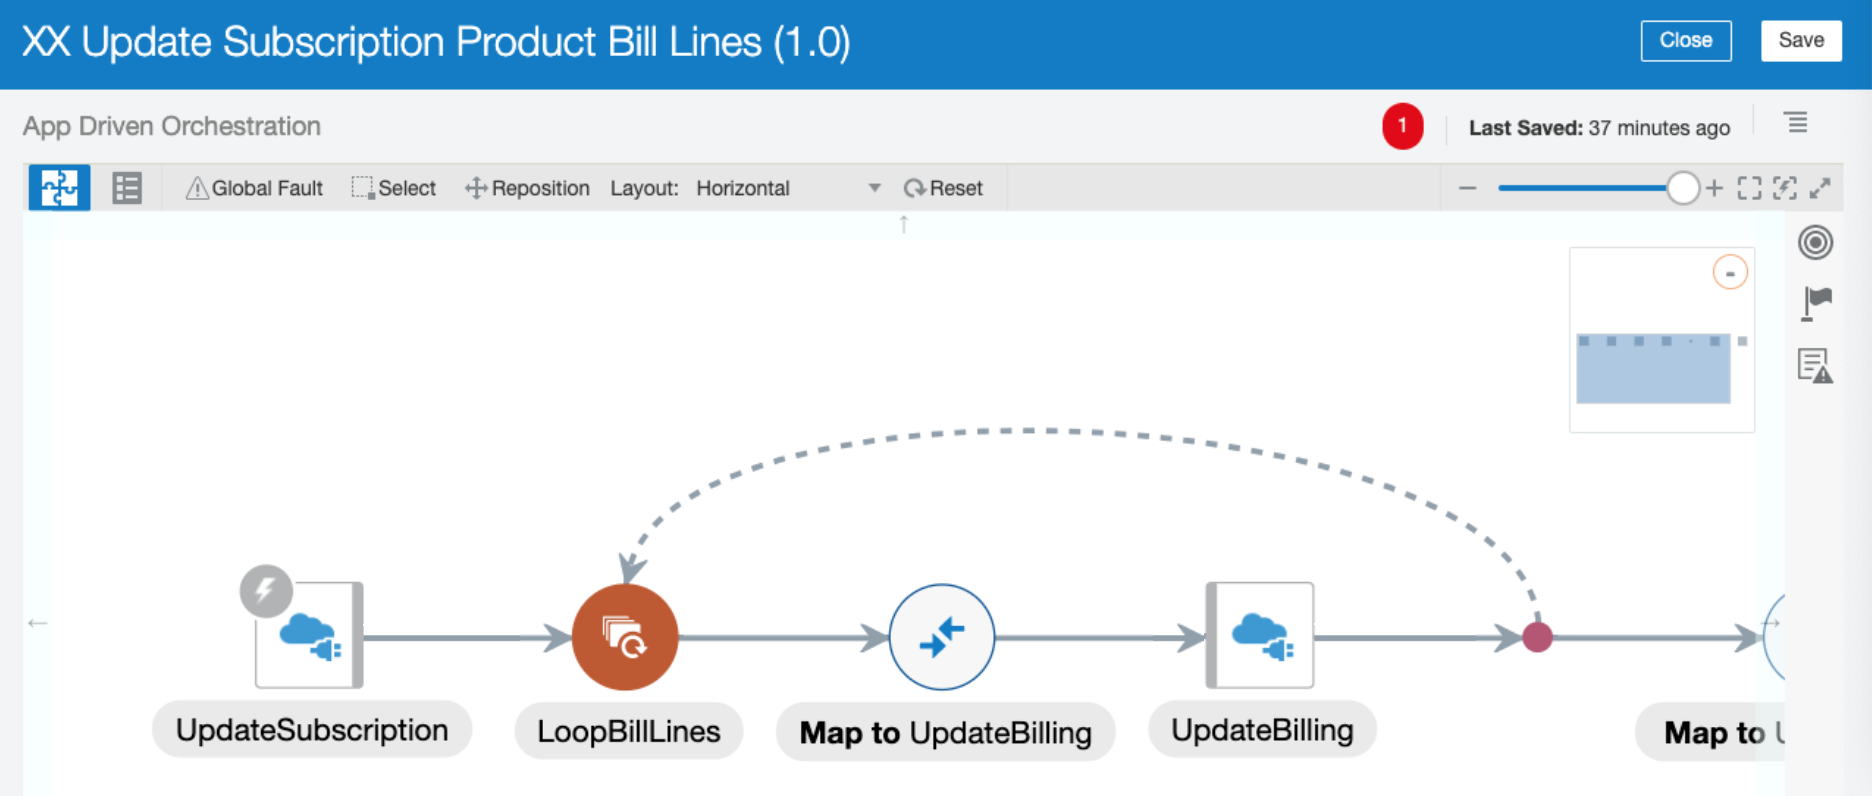 XX Update Subscription Product Bill Lines (1.0)
Close
Save
App Driven Orchestration
1
Last Saved: 37 minutes ago
Global Fault
Select
Reposition
Layout:
Horizontal
Reset
UpdateSubscription
LoopBillLines
Map to UpdateBilling
UpdateBilling
Map to